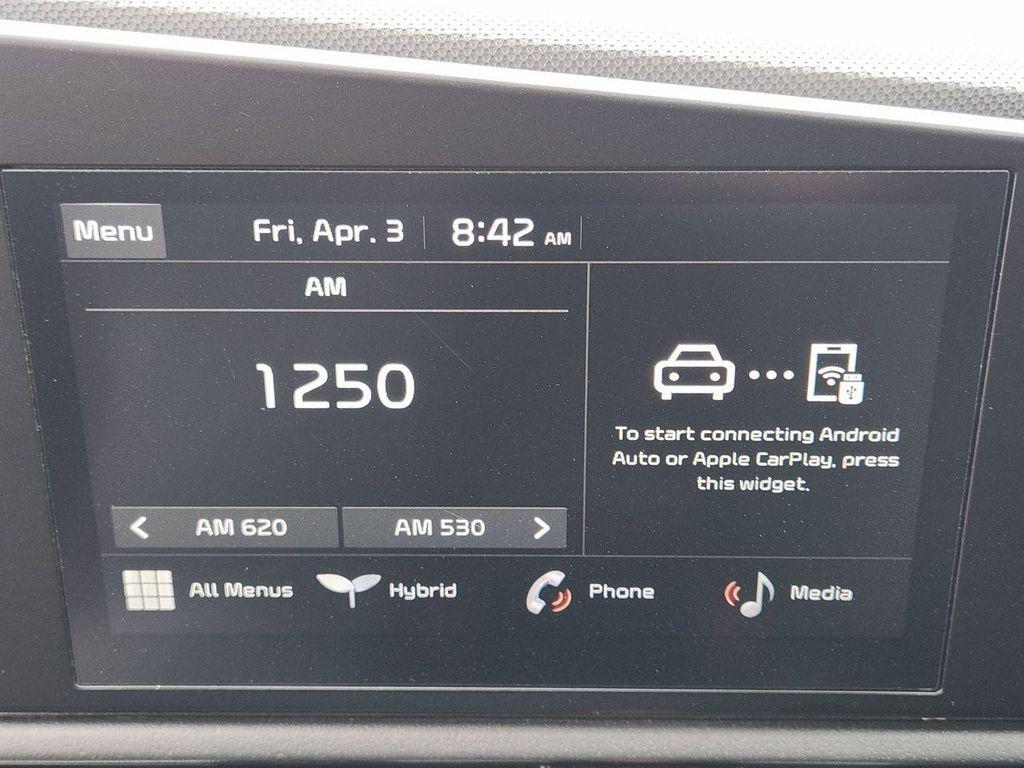 Menu Fri, Apr. 3 8:42 AM
AM
1250
To start connecting Android
Auto or Apple CarPlay, press
this widget.
< AM 620 AM 530 >
All Menus Hybrid Phone Media